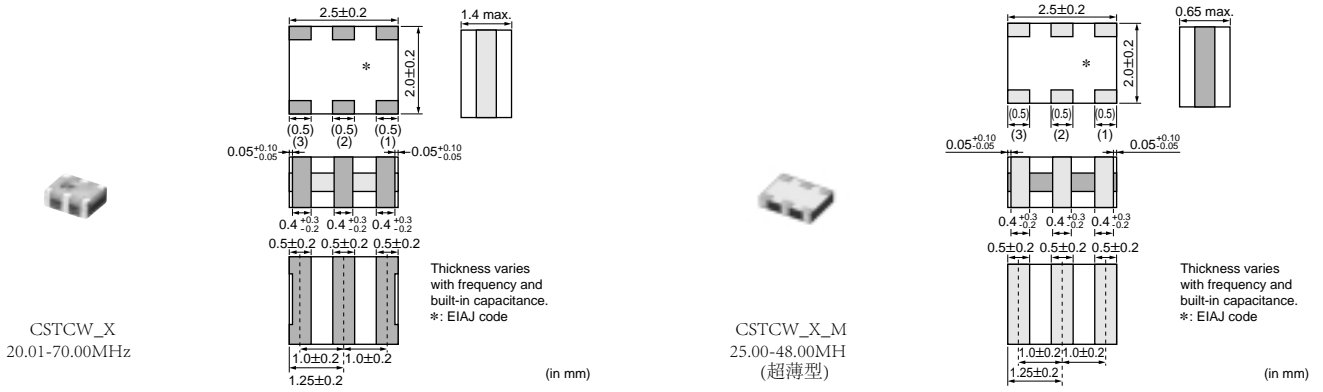 2.5±0.2
1.4 max.
*
2.0±0.2
(0.5) (0.5) (0.5)
(3) (2) (1)
0.05 +0.10 -0.05
0.05 +0.10 -0.05
0.4 +0.3 -0.2 0.4 +0.3 -0.2 0.4 +0.3 -0.2
0.5±0.2 0.5±0.2 0.5±0.2
Thickness varies
with frequency and
built-in capacitance.
*: EIAJ code
CSTCW_X
20.01-70.00MHz
1.0±0.2 1.0±0.2
1.25±0.2
(in mm)
2.5±0.2
0.65 max.
*
2.0±0.2
(0.5) (0.5) (0.5)
(3) (2) (1)
0.05 +0.10 -0.05
0.05 +0.10 -0.05
0.4 +0.3 -0.2 0.4 +0.3 -0.2 0.4 +0.3 -0.2
0.5±0.2 0.5±0.2 0.5±0.2
Thickness varies
with frequency and
built-in capacitance.
*: EIAJ code
CSTCW_X_M
25.00-48.00MH
(超薄型)
1.0±0.2 1.0±0.2
1.25±0.2
(in mm)